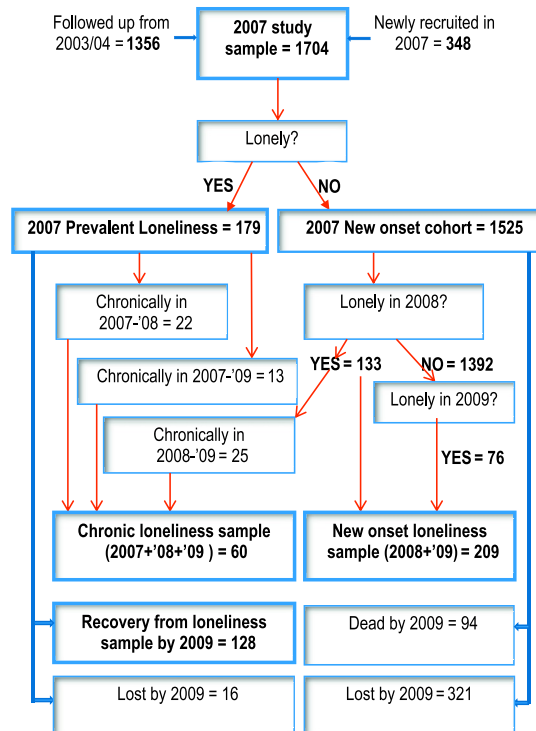 Followed up from
2003/04 = 1356
2007 study
sample = 1704
Newly recruited in
2007 = 348
Lonely?
YES
NO
2007 Prevalent Loneliness = 179
2007 New onset cohort = 1525
Chronically in
2007-'08 = 22
Lonely in 2008?
YES = 133
NO = 1392
Chronically in 2007-'09 = 13
Lonely in 2009?
Chronically in
2008-'09 = 25
YES = 76
Chronic loneliness sample
(2007+'08+'09 ) = 60
New onset loneliness
sample (2008+'09) = 209
Recovery from loneliness
sample by 2009 = 128
Dead by 2009 = 94
Lost by 2009 = 16
Lost by 2009 = 321